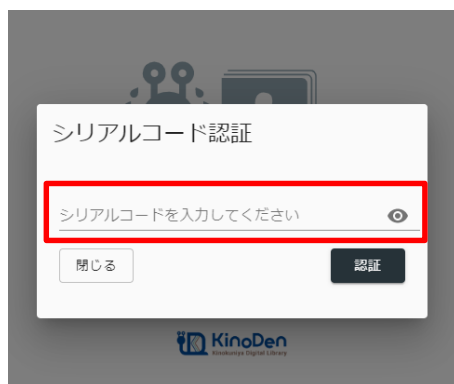 シリアルコード認証
シリアルコードを入力してください
閉じる
認証
KinoDen
Kinokuniya Digital Library